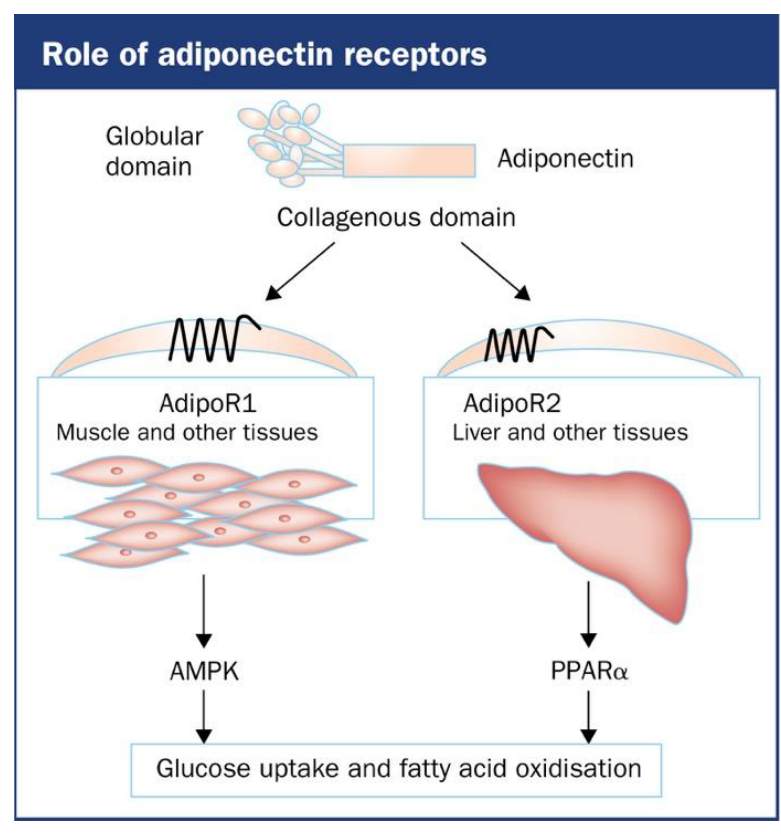 Role of adiponectin receptors
Globular
domain
Adiponectin
Collagenous domain
AdipoR1
Muscle and other tissues
AdipoR2
Liver and other tissues
AMPK
PPARα
Glucose uptake and fatty acid oxidisation